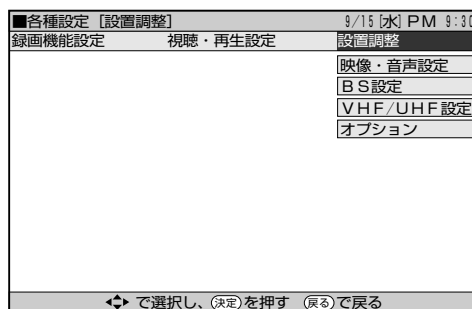 ■各種設定 [設置調整] 9/15 [水] PM 9:30
録画機能設定 視聴・再生設定 設置調整
映像・音声設定
BS設定
VHF/UHF設定
オプション
で選択し、決定を押す 戻るで戻る